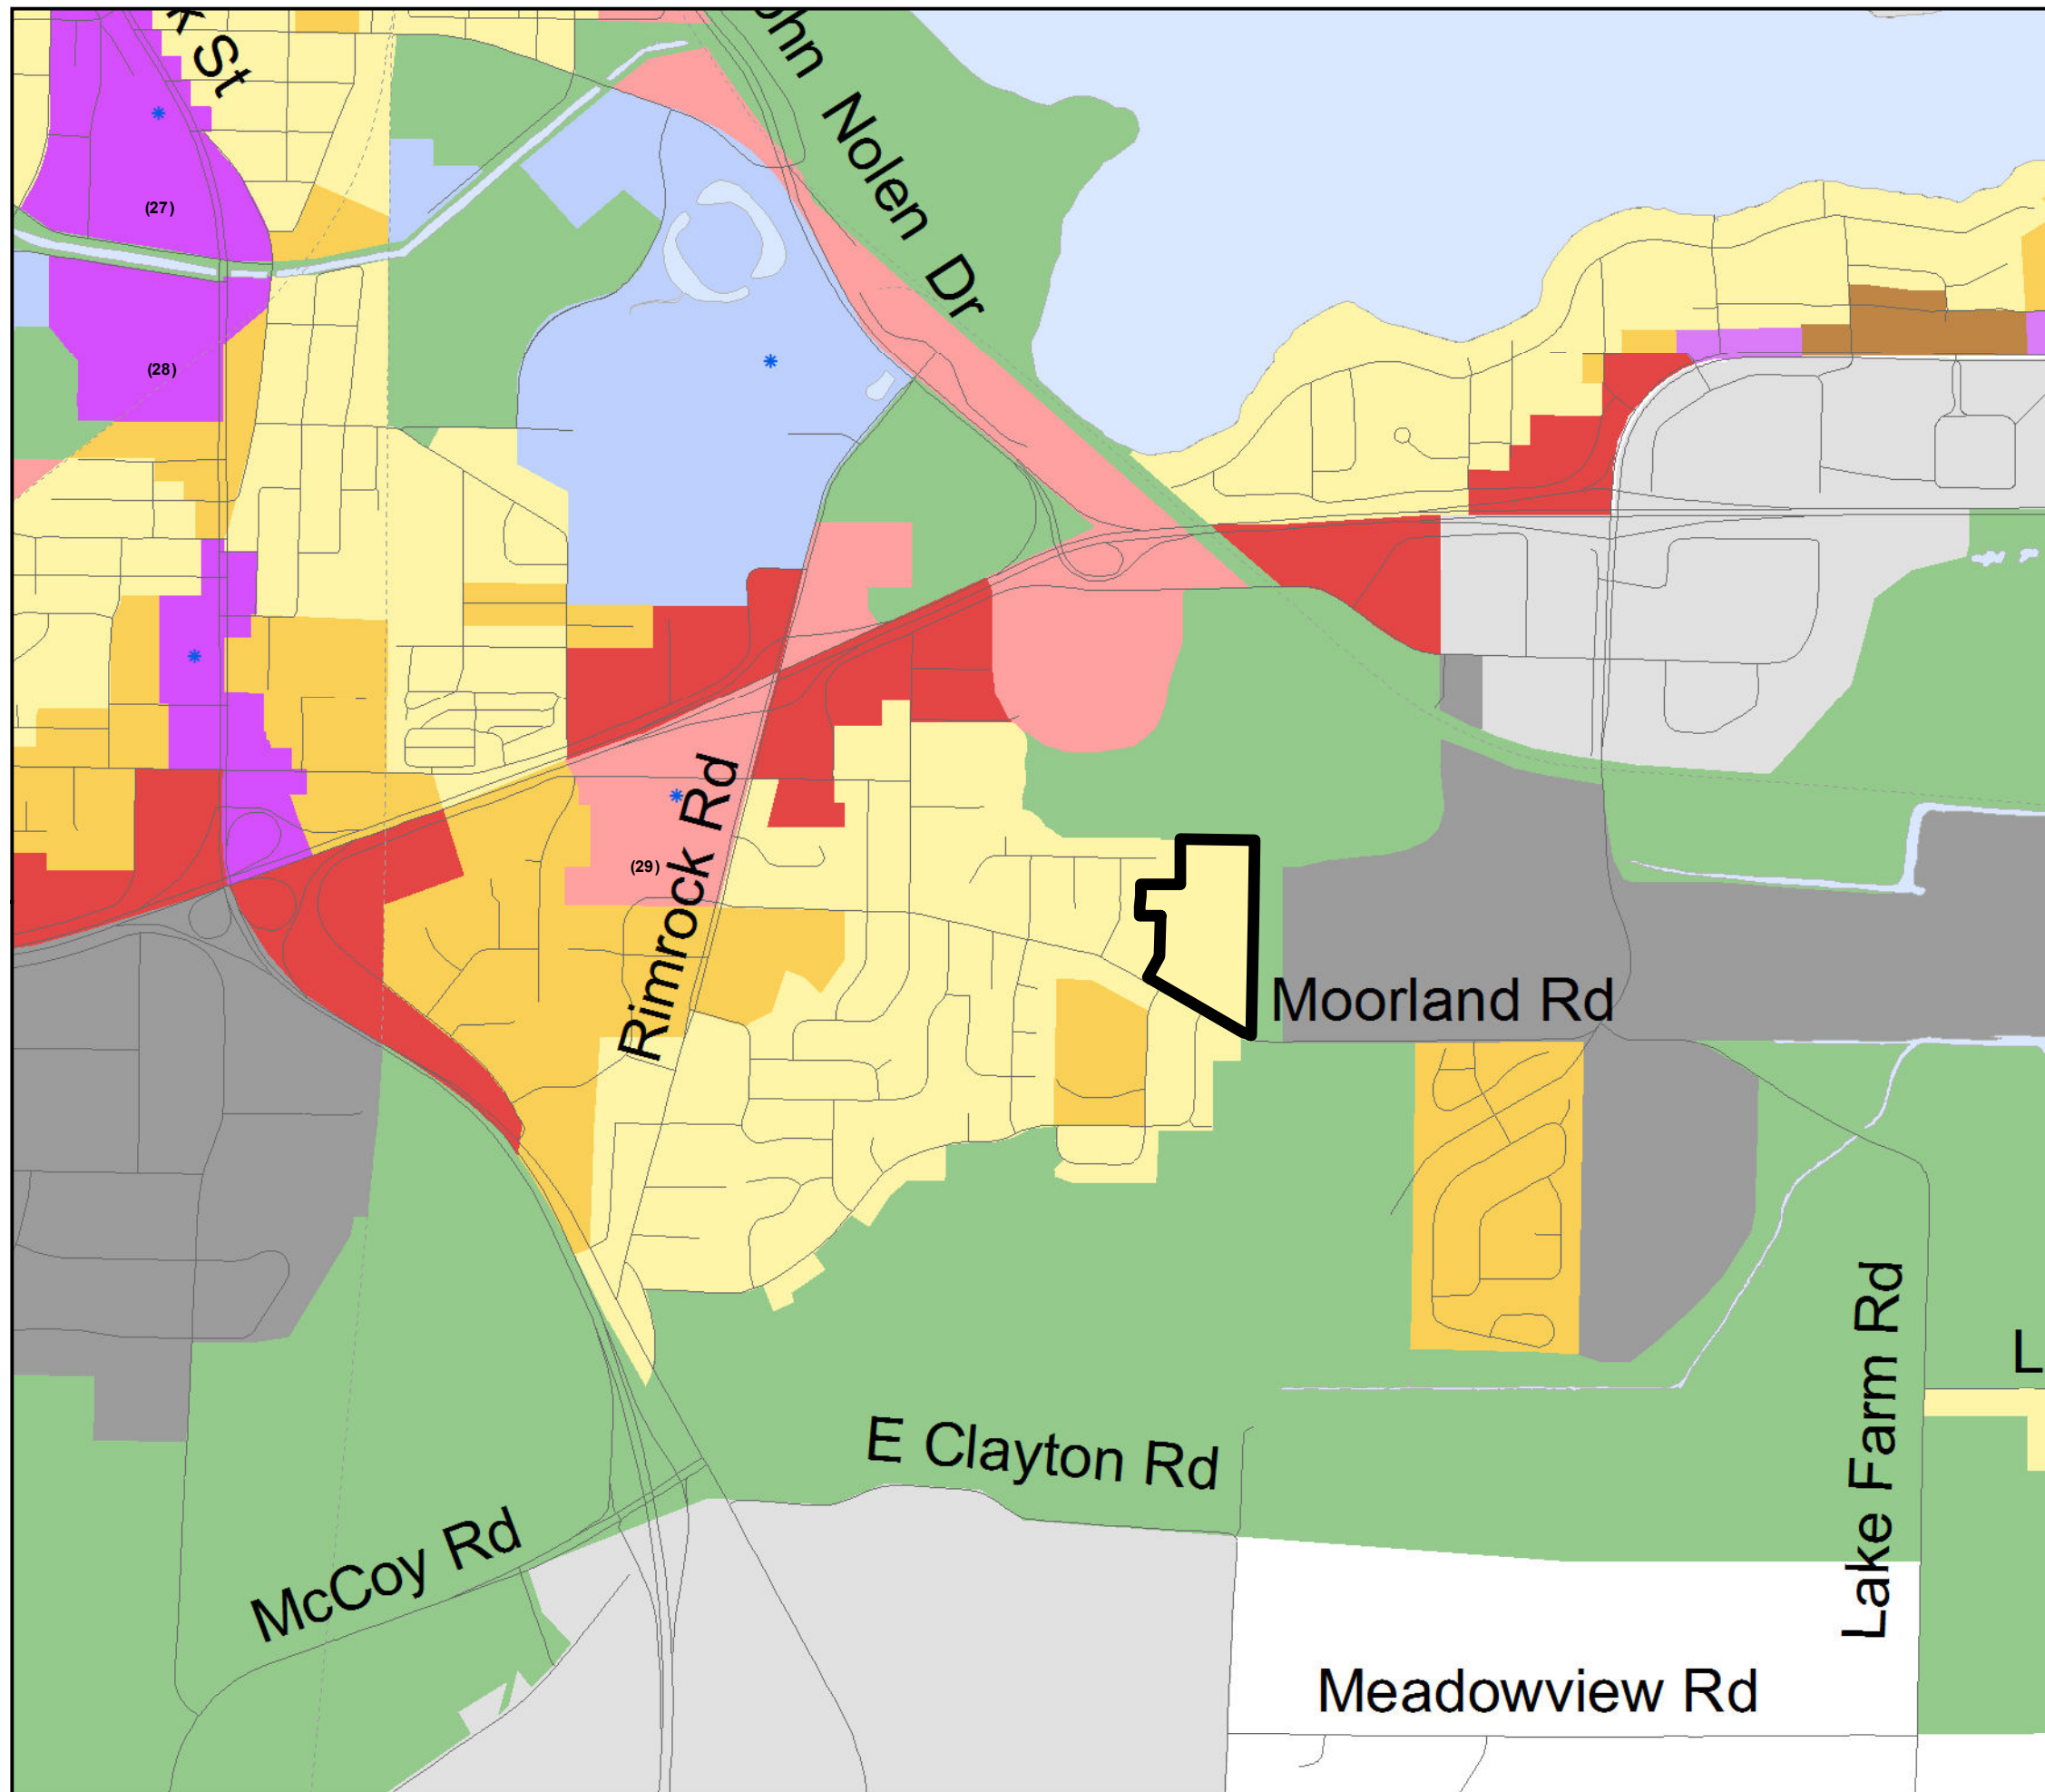 k St
ohn Nolen Dr
(27)
(28)
Rimrock Rd
(29)
Moorland Rd
Lake Farm Rd
L
E Clayton Rd
McCoy Rd
Meadowview Rd